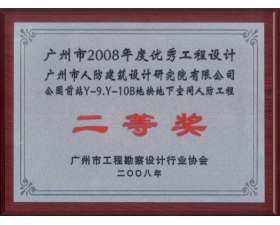 广州市2008年度优秀工程设计
广州市人防建筑设计研究院有限公司
公园前站Y-9.Y-10B地块地下空间人防工程
二等奖
广州市工程勘察设计行业协会
二〇〇八年